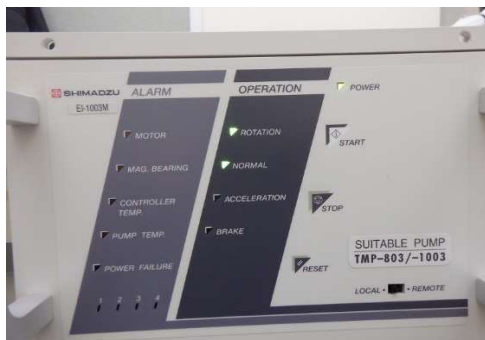 SHIMADZU
EI-1003M
ALARM
MOTOR
MAG. BEARING
CONTROLLER
TEMP.
PUMP TEMP.
POWER FAILURE
1 2 3 4
OPERATION
ROTATION
NORMAL
ACCELERATION
BRAKE
POWER
START
STOP
RESET
SUITABLE PUMP
TMP-803/-1003
LOCAL • • REMOTE